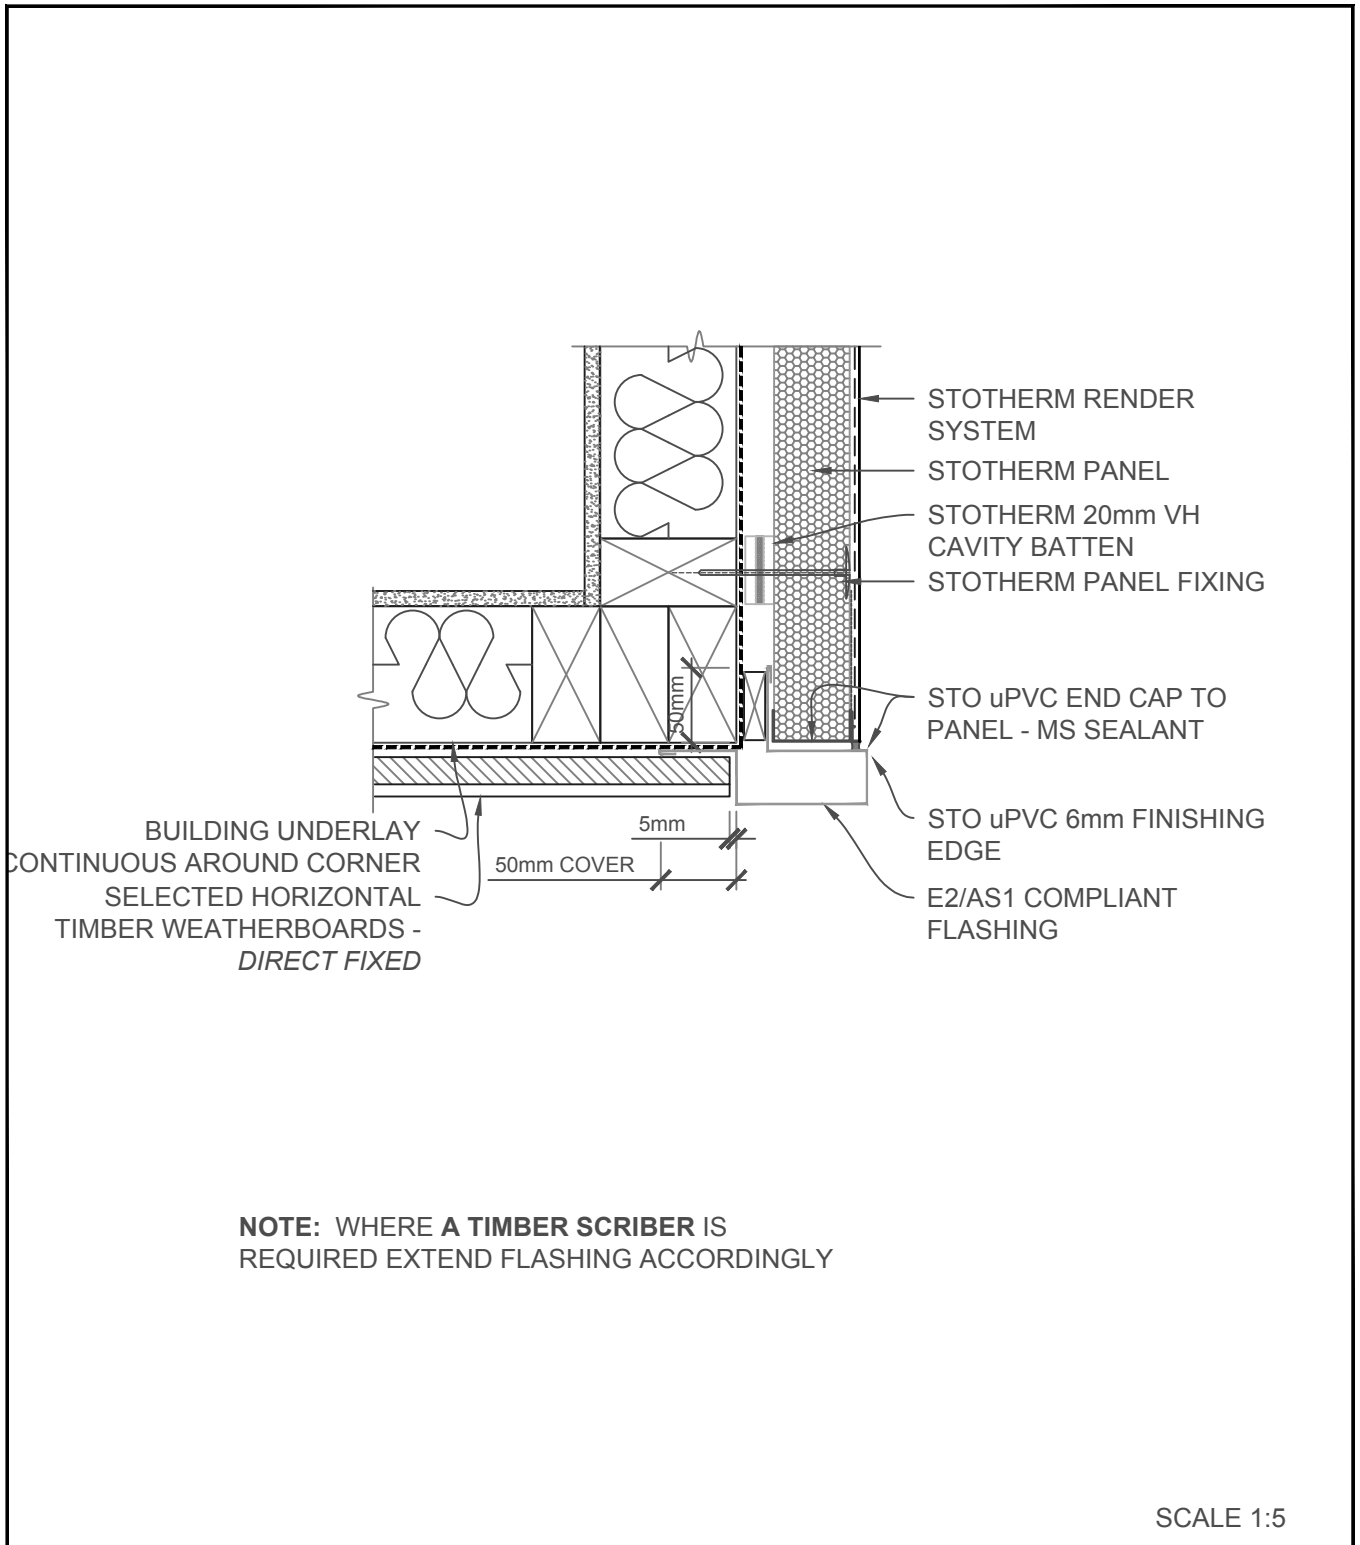 STOTHERM RENDER
SYSTEM
STOTHERM PANEL
STOTHERM 20mm VH
CAVITY BATTEN
STOTHERM PANEL FIXING
50mm
STO uPVC END CAP TO
PANEL - MS SEALANT
STO uPVC 6mm FINISHING
EDGE
E2/AS1 COMPLIANT
FLASHING
5mm
50mm COVER
BUILDING UNDERLAY
CONTINUOUS AROUND CORNER
SELECTED HORIZONTAL
TIMBER WEATHERBOARDS -
DIRECT FIXED
NOTE: WHERE A TIMBER SCRIBER IS
REQUIRED EXTEND FLASHING ACCORDINGLY
SCALE 1:5